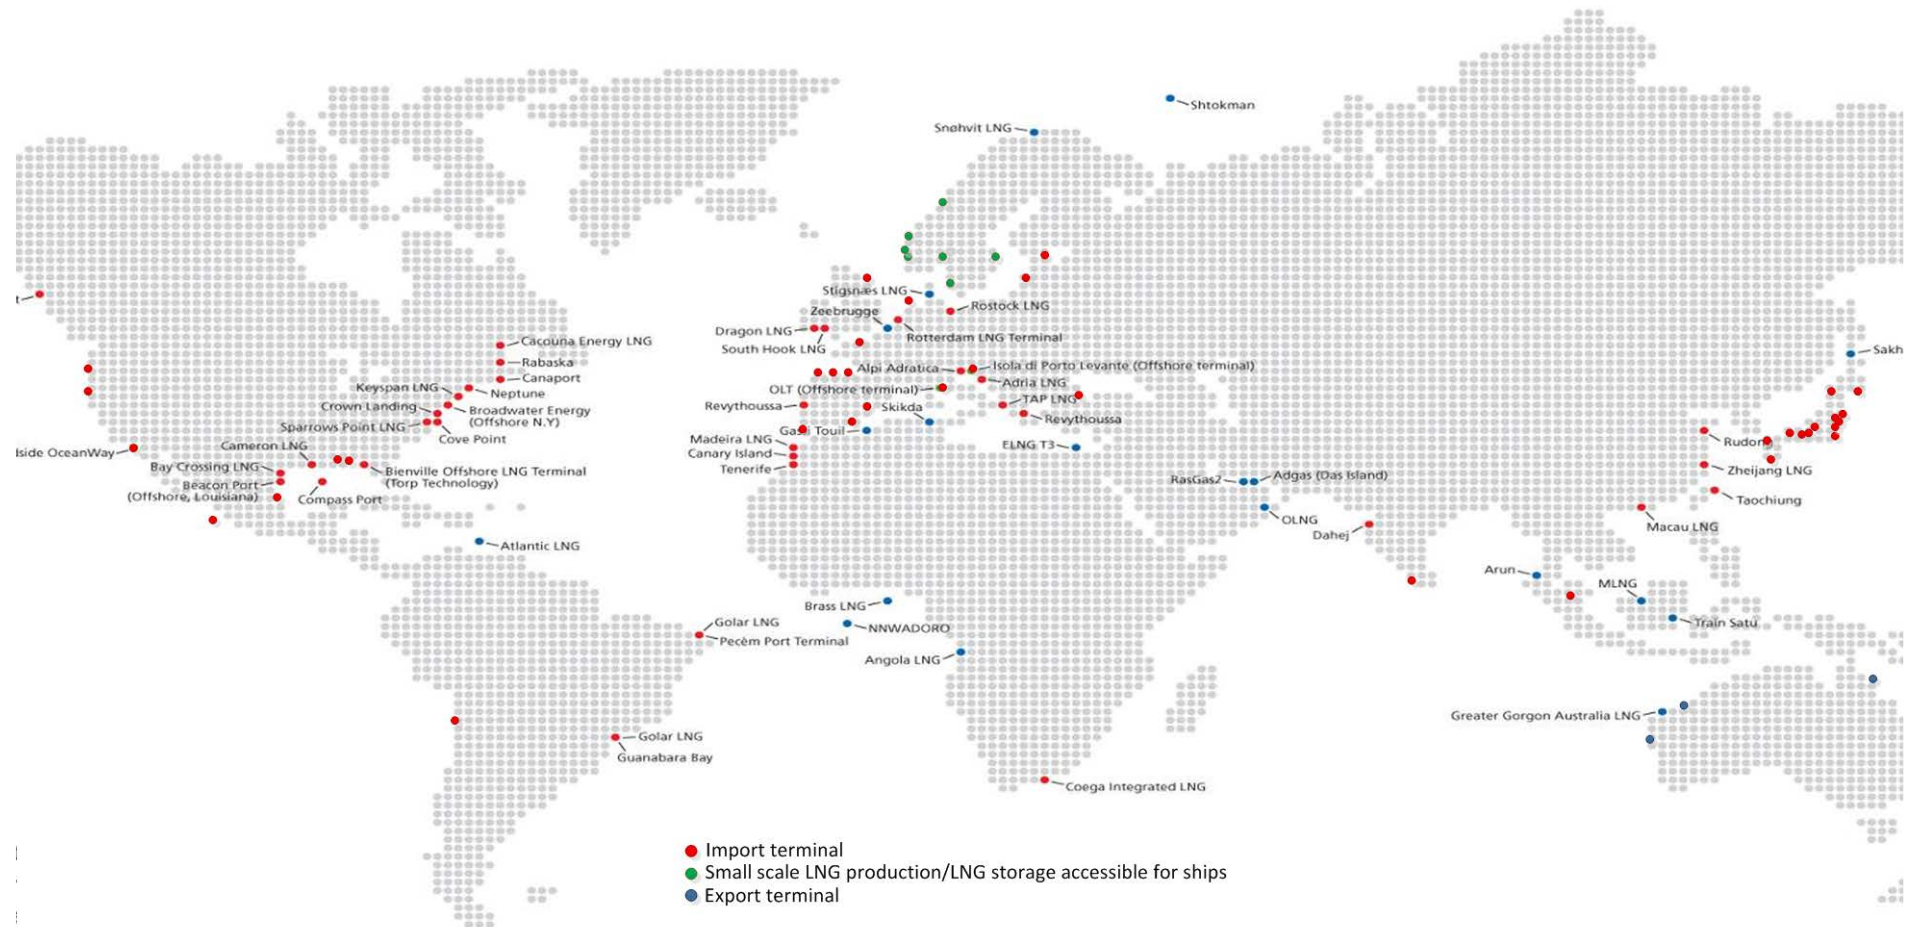 Shtokman
Snøhvit LNG
Stigsnæs LNG
Zeebrugge
Rostock LNG
Dragon LNG
Rotterdam LNG Terminal
South Hook LNG
Cacouna Energy LNG
Rabaska
Canaport
Sakh
Alpi Adratica
Isola di Porto Levante (Offshore terminal)
Keyspan LNG
Neptune
OLT (Offshore terminal)
Adria LNG
TAP LNG
Crown Landing
Broadwater Energy
(Offshore N.Y)
Revythoussa
Skikda
Revythoussa
Sparrows Point LNG
Cove Point
Touil
Madeira LNG
Canary Island
Tenerife
ELNG T3
Rudong
Cameron LNG
lside OceanWay
Bay Crossing LNG
Bienville Offshore LNG Terminal
(Torp Technology)
Beacon Port
(Offshore, Louisiana)
Compass Port
RasGas2
Adgas (Das Island)
Zheijang LNG
Taochiung
OLNG
Dahej
Macau LNG
Atlantic LNG
Arun
MLNG
Brass LNG
NNWADORO
Train Satu
Golar LNG
Pecém Port Terminal
Angola LNG
Greater Gorgon Australia LNG
Golar LNG
Guanabara Bay
Coega Integrated LNG
Import terminal
Small scale LNG production/LNG storage accessible for ships
Export terminal